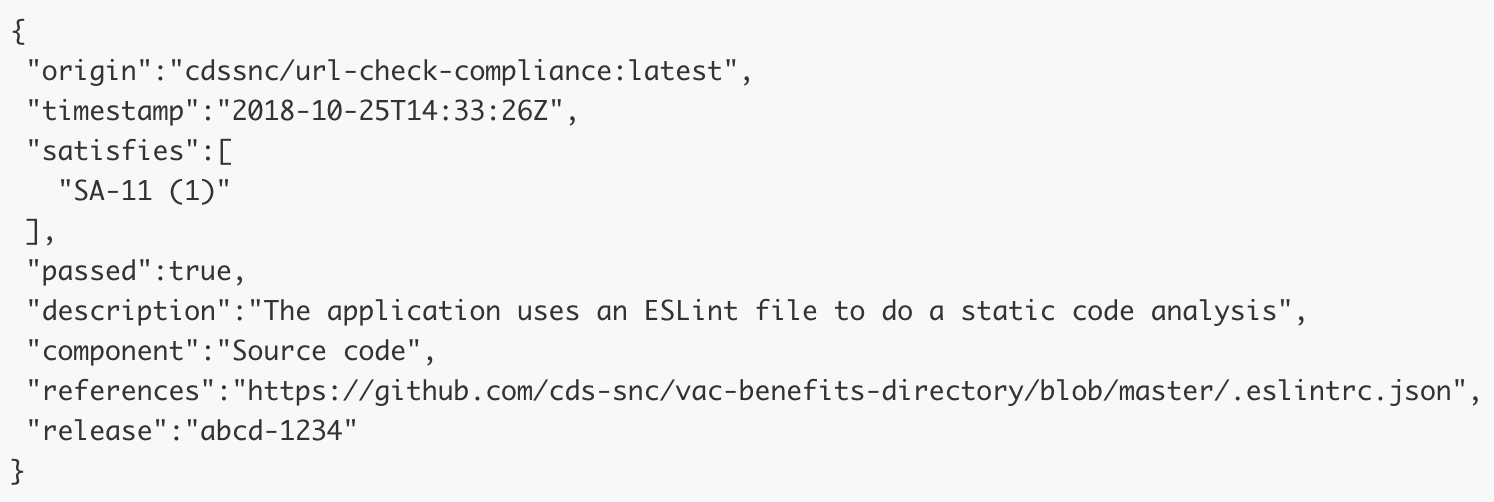 {
"origin":"cdssnc/url-check-compliance:latest",
"timestamp":"2018-10-25T14:33:26Z",
"satisfies":[
"SA-11 (1)"
],
"passed":true,
"description":"The application uses an ESLint file to do a static code analysis",
"component":"Source code",
"references":"https://github.com/cds-snc/vac-benefits-directory/blob/master/.eslintrc.json",
"release":"abcd-1234"
}